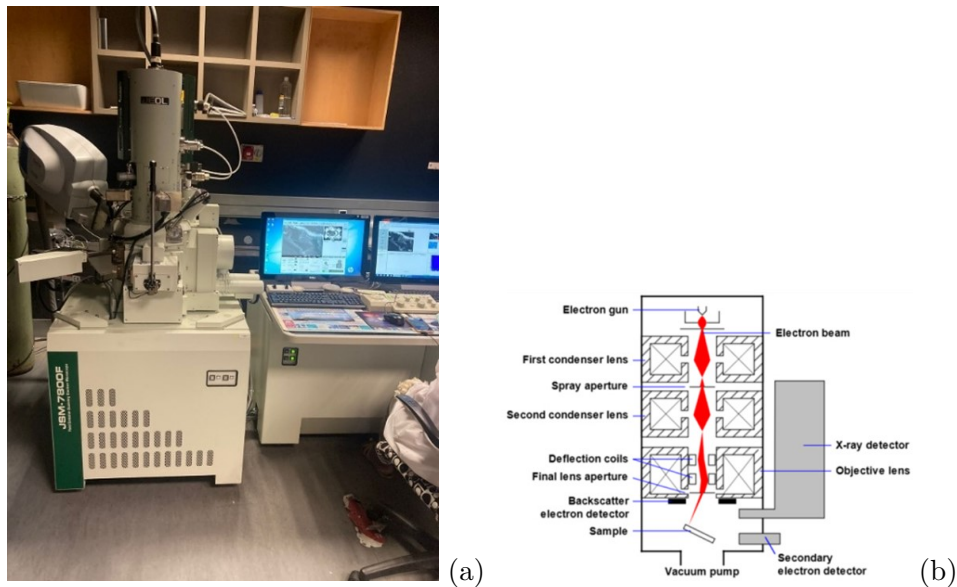 JSM-7800F
(a)
Electron gun
Electron beam
First condenser lens
Spray aperture
Second condenser lens
X-ray detector
Deflection coils
Objective lens
Final lens aperture
Backscatter
electron detector
Sample
Secondary
electron detector
Vacuum pump
(b)